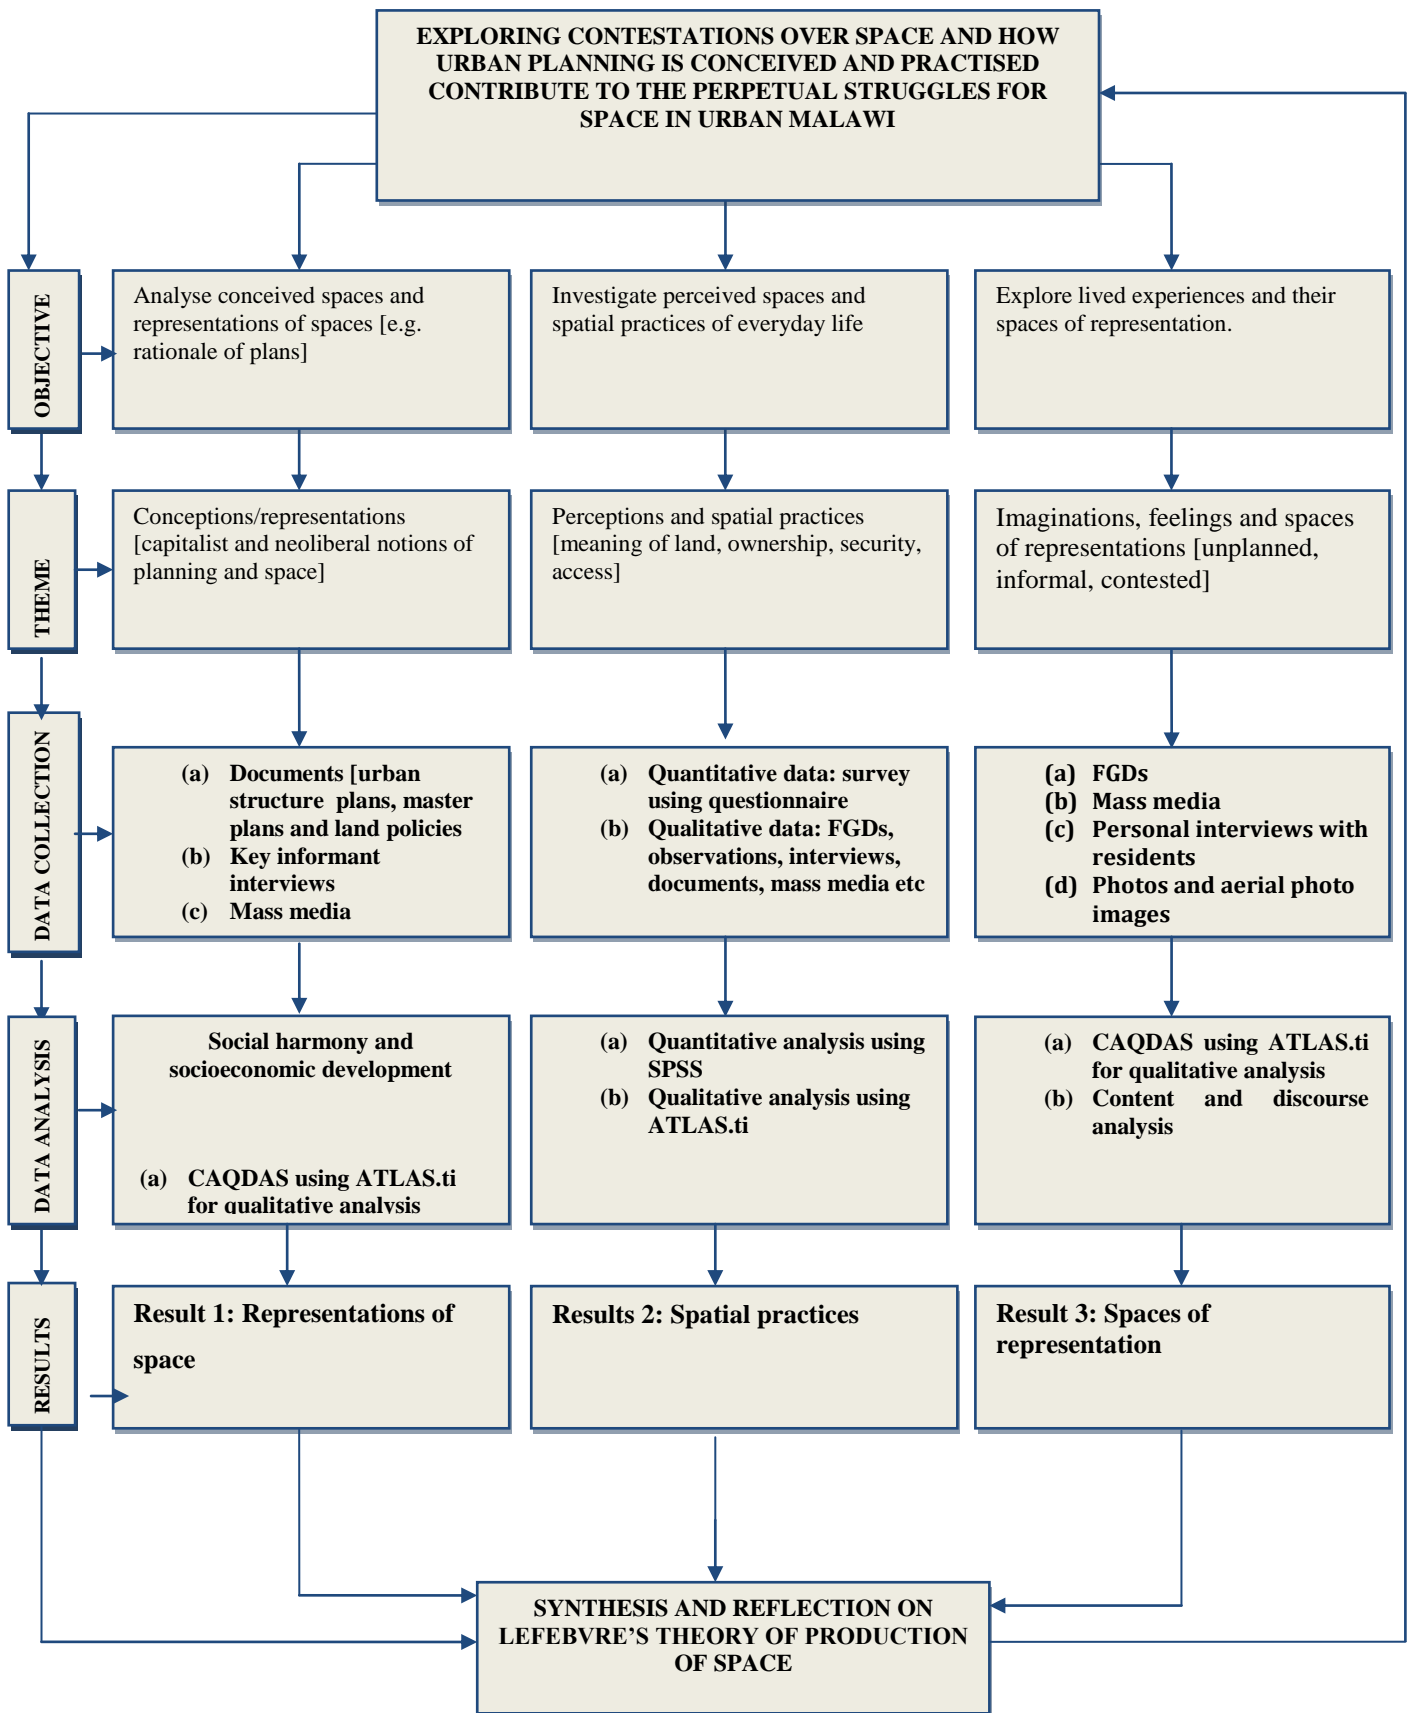 EXPLORING CONTESTATIONS OVER SPACE AND HOW
URBAN PLANNING IS CONCEIVED AND PRACTISED
CONTRIBUTE TO THE PERPETUAL STRUGGLES FOR
SPACE IN URBAN MALAWI
OBJECTIVE
Analyse conceived spaces and
representations of spaces [e.g.
rationale of plans]
Investigate perceived spaces and
spatial practices of everyday life
Explore lived experiences and their
spaces of representation.
THEME
Conceptions/representations
[capitalist and neoliberal notions of
planning and space]
Perceptions and spatial practices
[meaning of land, ownership, security,
access]
Imaginations, feelings and spaces
of representations [unplanned,
informal, contested]
DATA COLLECTION
(a) Documents [urban
structure plans, master
plans and land policies
(b) Key informant
interviews
(c) Mass media
(a) Quantitative data: survey
using questionnaire
(b) Qualitative data: FGDs,
observations, interviews,
documents, mass media etc
(a) FGDs
(b) Mass media
(c) Personal interviews with
residents
(d) Photos and aerial photo
images
DATA ANALYSIS
Social harmony and
socioeconomic development
(a) CAQDAS using ATLAS.ti
for qualitative analysis
(a) Quantitative analysis using
SPSS
(b) Qualitative analysis using
ATLAS.ti
(a) CAQDAS using ATLAS.ti
for qualitative analysis
(b) Content and discourse
analysis
RESULTS
Result 1: Representations of
space
Results 2: Spatial practices
Result 3: Spaces of
representation
SYNTHESIS AND REFLECTION ON
LEFEBVRE’S THEORY OF PRODUCTION
OF SPACE